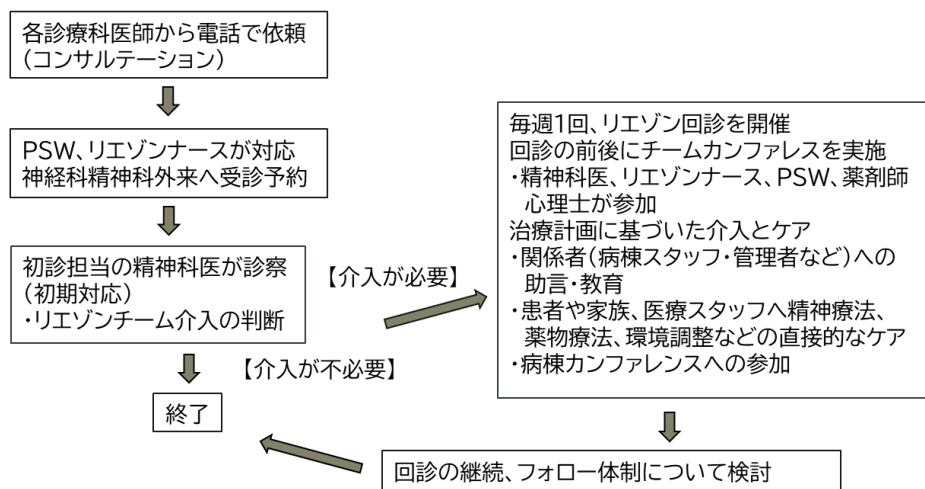 各診療科医師から電話で依頼
(コンサルテーション)
PSW、リエゾンナースが対応
神経科精神科外来へ受診予約
初診担当の精神科医が診察
(初期対応)
・リエゾンチーム介入の判断
【介入が必要】
【介入が不必要】
終了
毎週1回、リエゾン回診を開催
回診の前後にチームカンファレスを実施
・精神科医、リエゾンナース、PSW、薬剤師
心理士が参加
治療計画に基づいた介入とケア
・関係者(病棟スタッフ・管理者など)への
助言・教育
・患者や家族、医療スタッフへ精神療法、
薬物療法、環境調整などの直接的なケア
・病棟カンファレンスへの参加
回診の継続、フォロー体制について検討